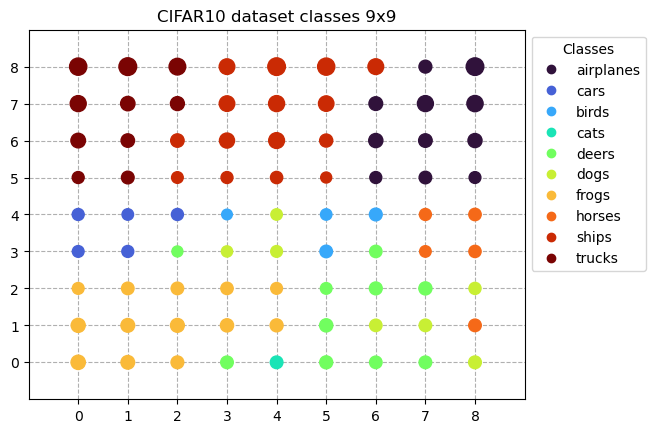 CIFAR10 dataset classes 9x9
8
7
6
5
4
3
2
1
0
0 1 2 3 4 5 6 7 8
Classes
airplanes
cars
birds
cats
deers
dogs
frogs
horses
ships
trucks